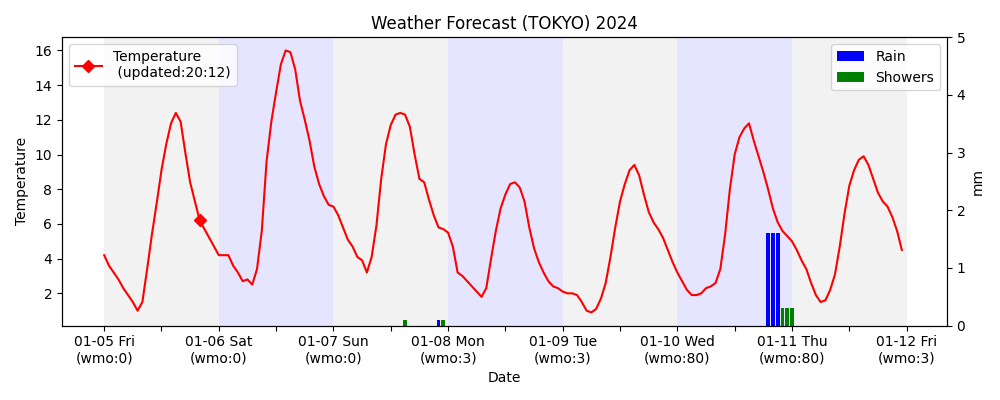 Weather Forecast (TOKYO) 2024
Temperature
(updated:20:12)
Rain
Showers
Temperature
16
14
12
10
8
6
4
2
5
4
3
2
1
0
mm
01-05 Fri
(wmo:0)
01-06 Sat
(wmo:0)
01-07 Sun
(wmo:0)
01-08 Mon
(wmo:3)
01-09 Tue
(wmo:3)
01-10 Wed
(wmo:80)
01-11 Thu
(wmo:80)
01-12 Fri
(wmo:3)
Date